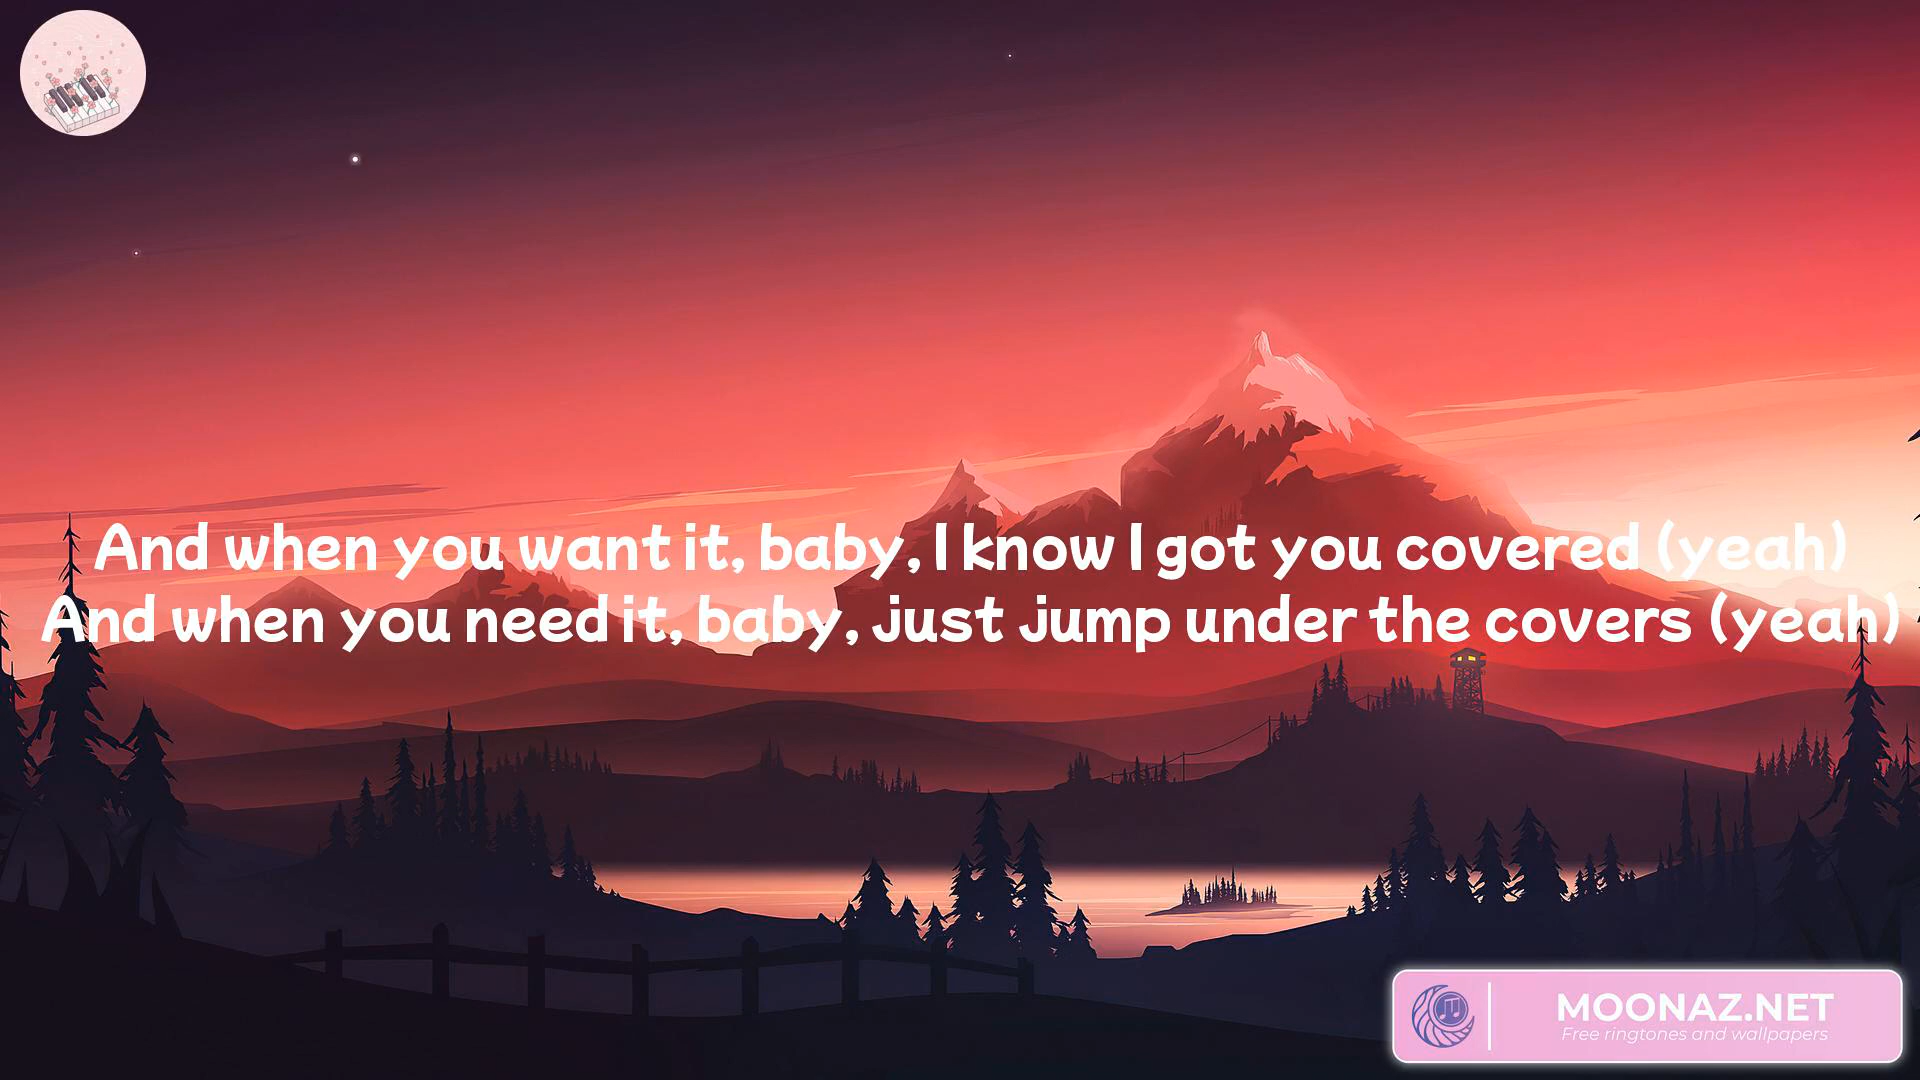 And when you want it, baby, I know I got you covered (yeah)
And when you need it, baby, just jump under the covers (yeah)
MOONAZ.NET
Free ringtones and wallpapers